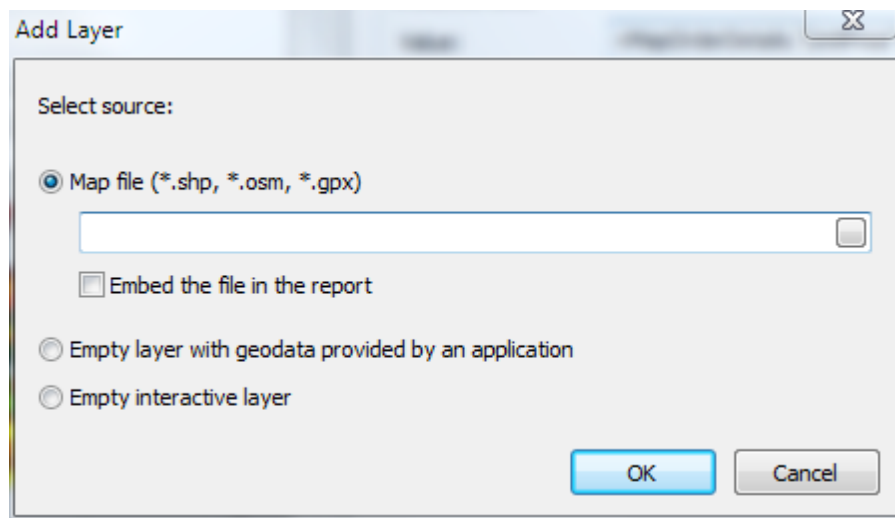 Add Layer
Select source:
Map file (*.shp, *.osm, *.gpx)
Embed the file in the report
Empty layer with geodata provided by an application
Empty interactive layer
OK Cancel